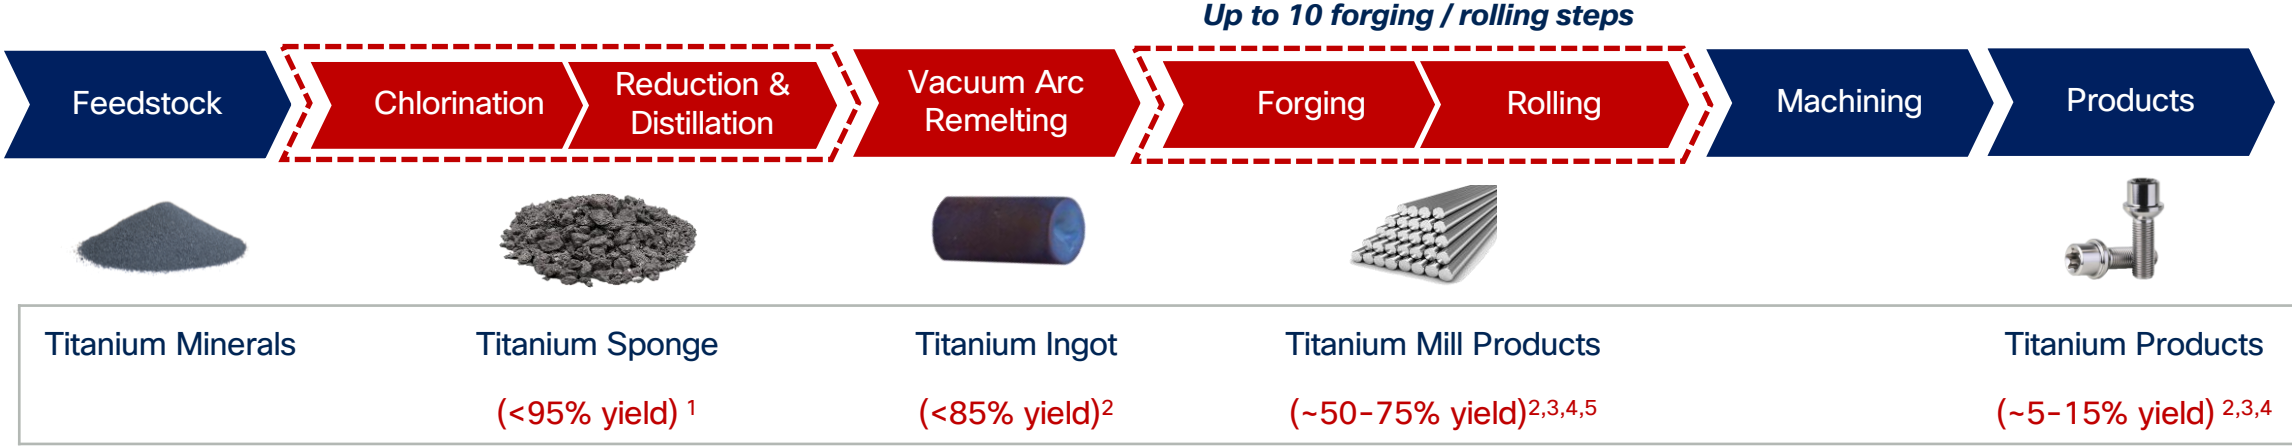 Up to 10 forging / rolling steps
Feedstock
Chlorination
Reduction &
Distillation
Vacuum Arc
Remelting
Forging
Rolling
Machining
Products
Titanium Minerals
Titanium Sponge
Titanium Ingot
Titanium Mill Products
Titanium Products
(<95% yield) 1
(<85% yield)2
(~50-75% yield)2,3,4,5
(~5-15% yield) 2,3,4